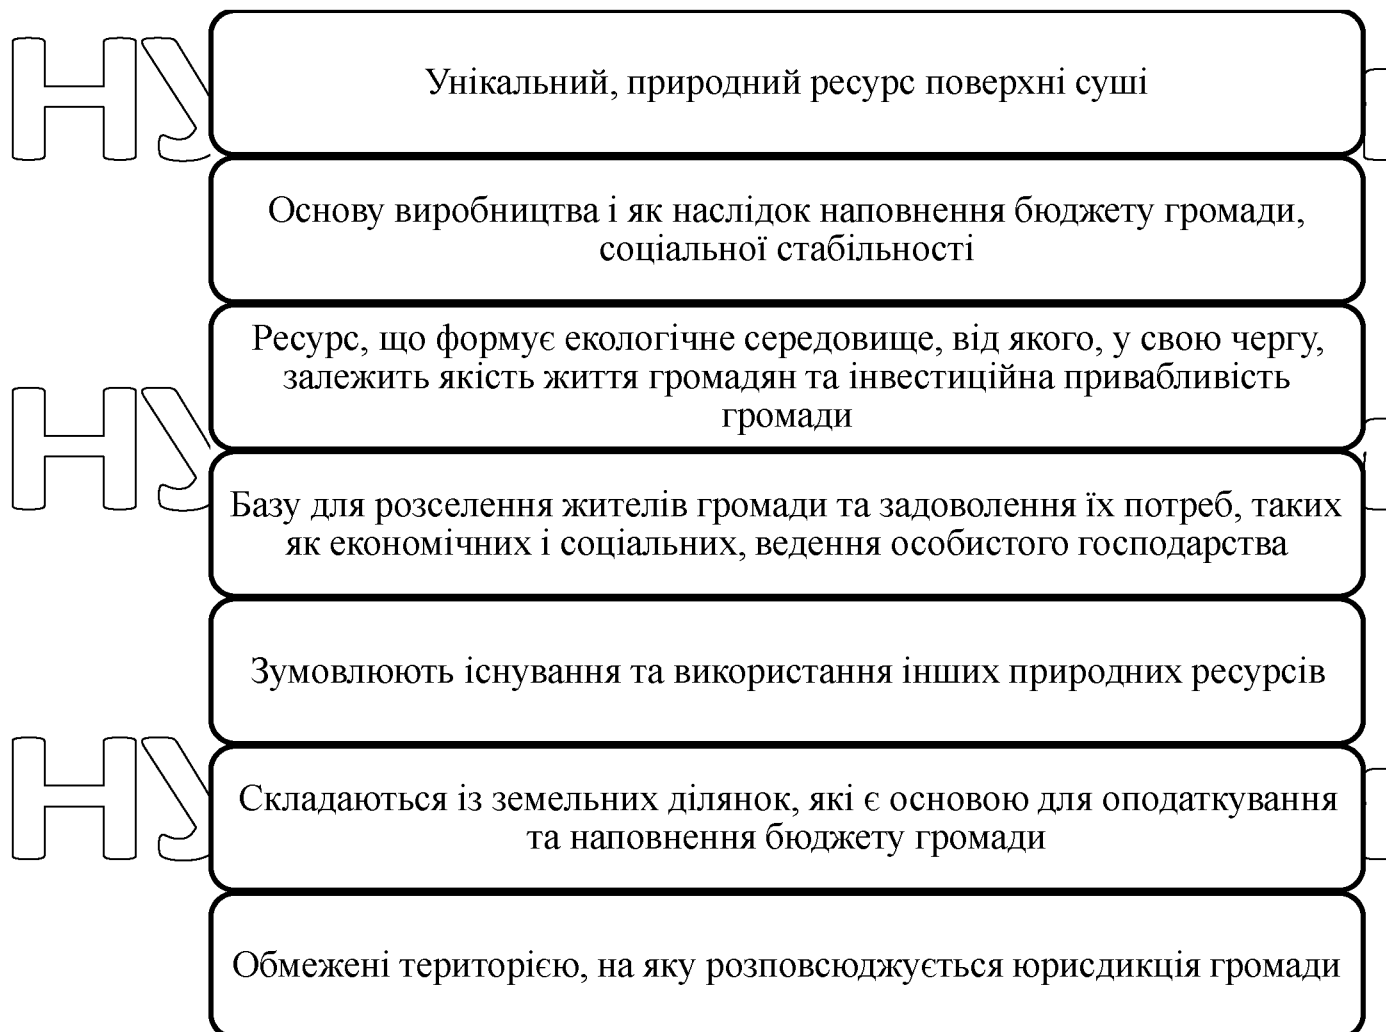 НУ
Унікальний, природний ресурс поверхні суші
Основу виробництва і як наслідок наповнення бюджету громади,
соціальної стабільності
Ресурс, що формує екологічне середовище, від якого, у свою чергу,
залежить якість життя громадян та інвестиційна привабливість
громади
НУ
Базу для розселення жителів громади та задоволення їх потреб, таких
як економічних і соціальних, ведення особистого господарства
Зумовлюють існування та використання інших природних ресурсів
НУ
Складаються із земельних ділянок, які є основою для оподаткування
та наповнення бюджету громади
Обмежені територією, на яку розповсюджується юрисдикція громади